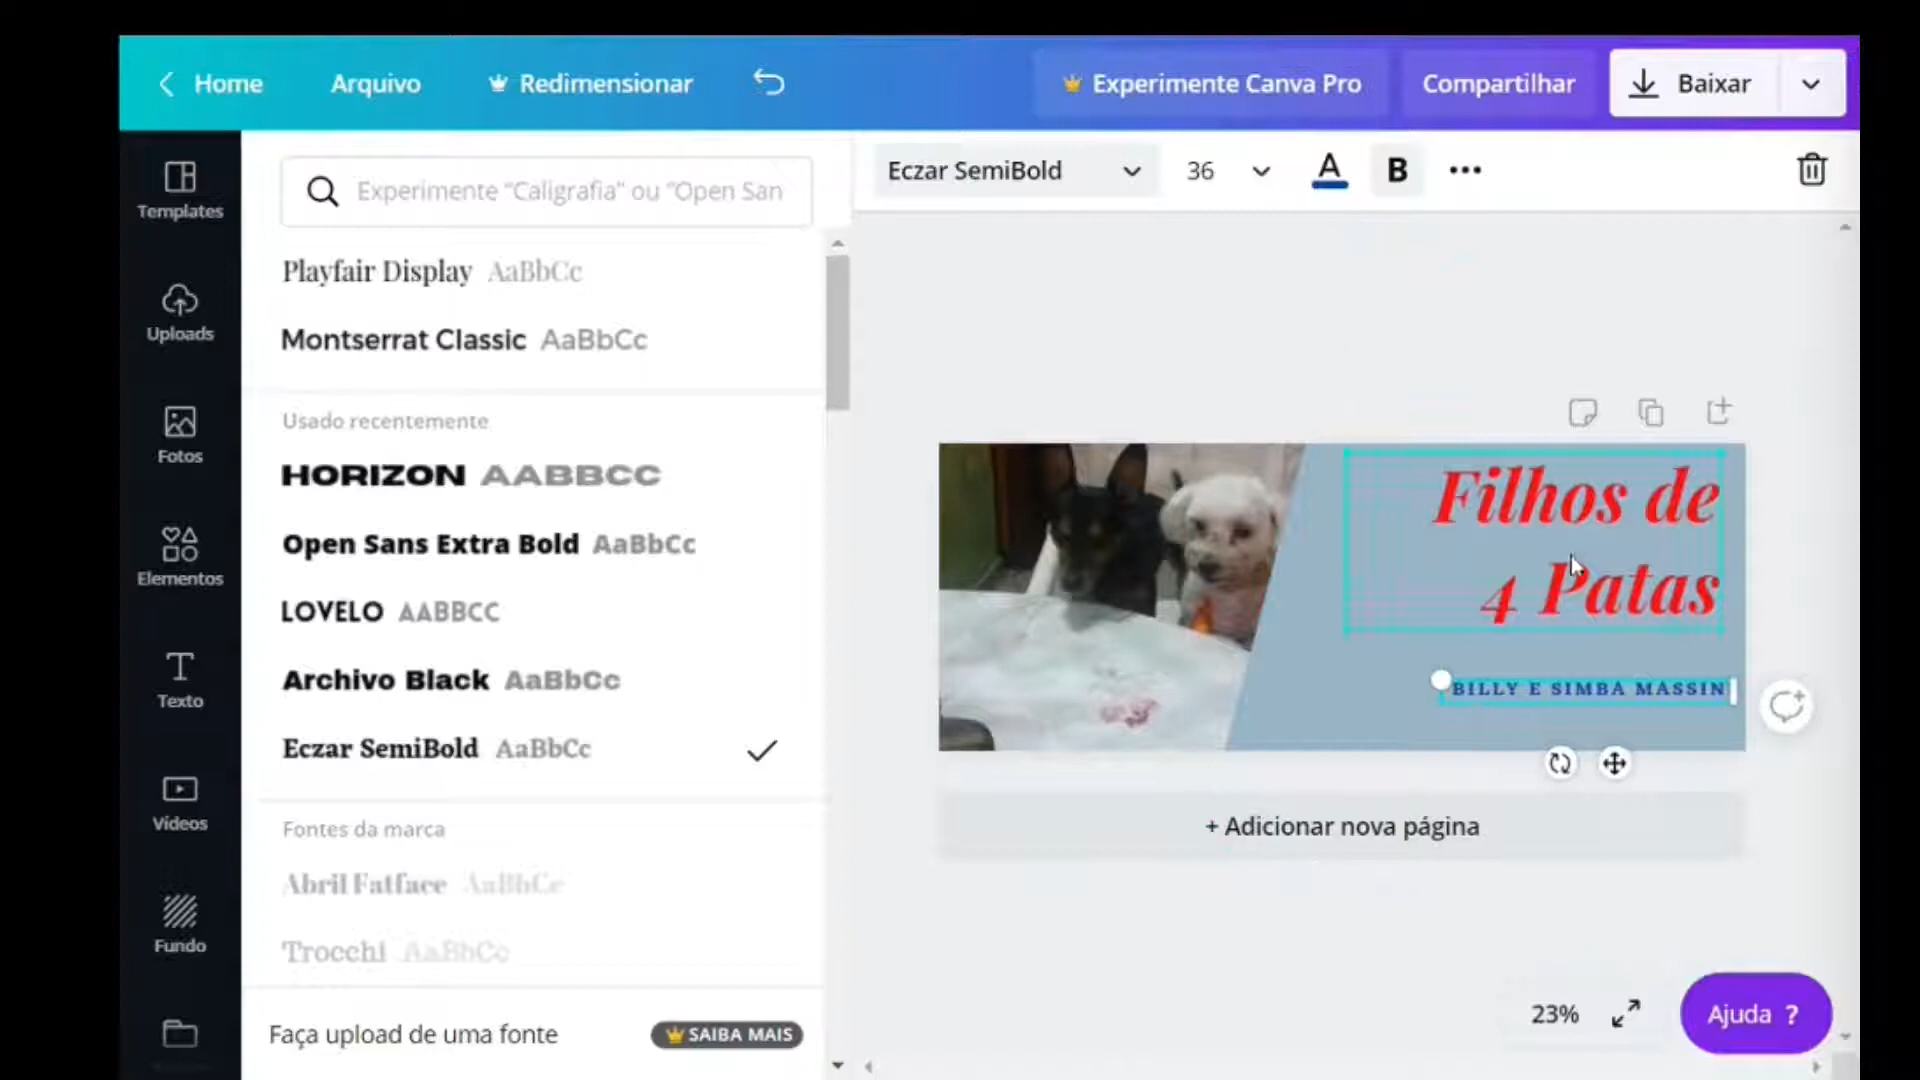 Home
Arquivo
Redimensionar
Experimente Canva Pro
Compartilhar
Baixar
Templates
Uploads
Fotos
Elementos
Texto
Vídeos
Fundo
Experimente “Caligrafia” ou “Open San
Playfair Display AaBbCc
Montserrat Classic AaBbCc
Usado recentemente
HORIZON AABBCC
Open Sans Extra Bold AaBbCc
LOVELO AABBCC
Archivo Black AaBbCc
Eczar SemiBold AaBbCc
Fontes da marca
Abril Fatface AaBbCc
Trocchi AaBbCc
Faça upload de uma fonte
SAIBA MAIS
Eczar SemiBold
36
A
B
Filhos de
4 Patas
BILLY E SIMBA MASSIN
+ Adicionar nova página
23%
Ajuda ?